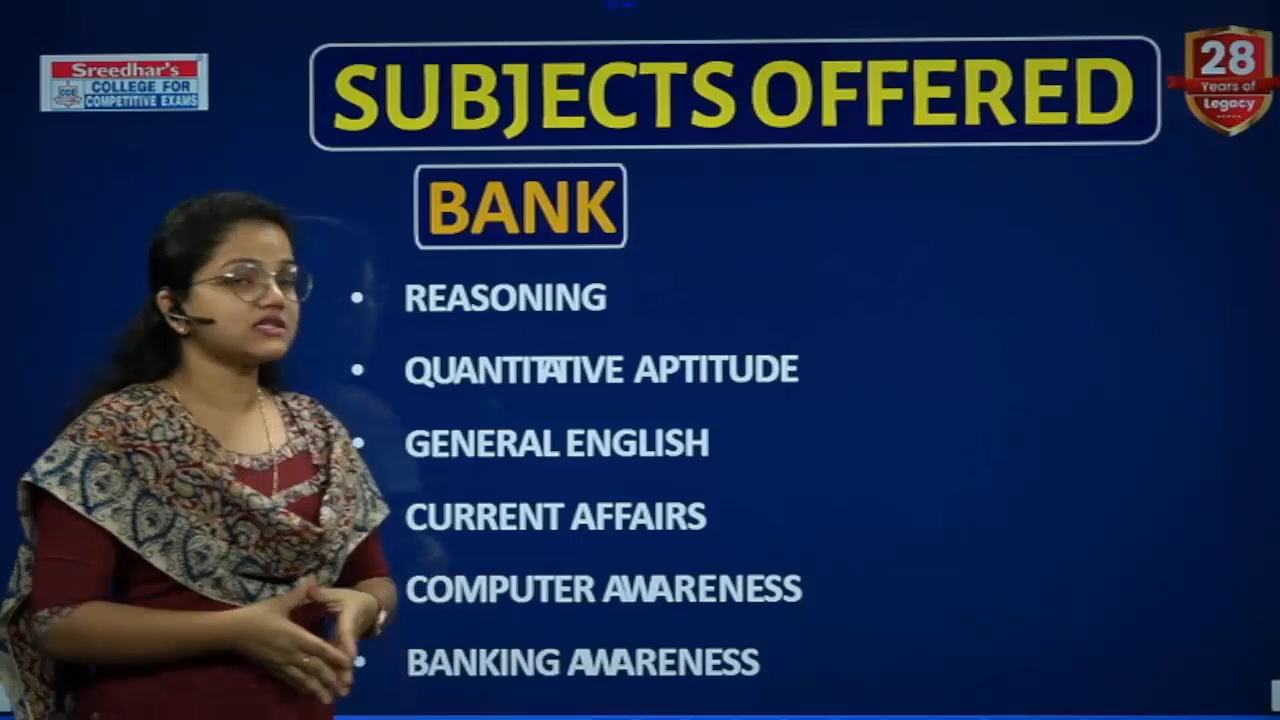 Sreedhar's
CCE
COLLEGE FOR
COMPETITIVE EXAMS
SUBJECTS OFFERED
28
Years of
Legacy
BANK
• REASONING
• QUANTITATIVE APTITUDE
• GENERAL ENGLISH
CURRENT AFFAIRS
COMPUTER AWARENESS
• BANKING AWARENESS